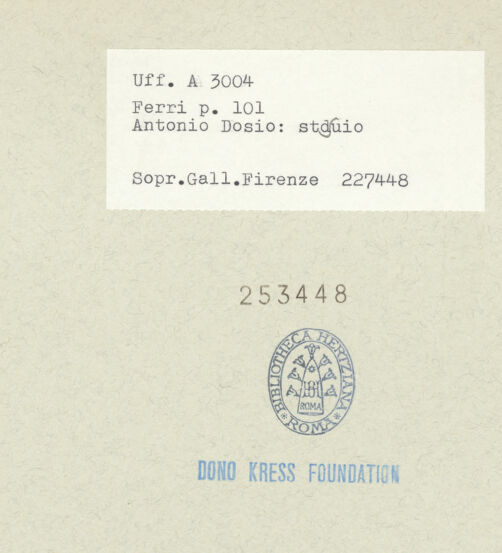 Uff. A 3004
Ferri p. 101
Antonio Dosio: stduio
Sopr.Gall.Firenze 227448
253448
BIBLIOTHECA HERTZIANA
ROMA
ROMA
DONO KRESS FOUNDATION